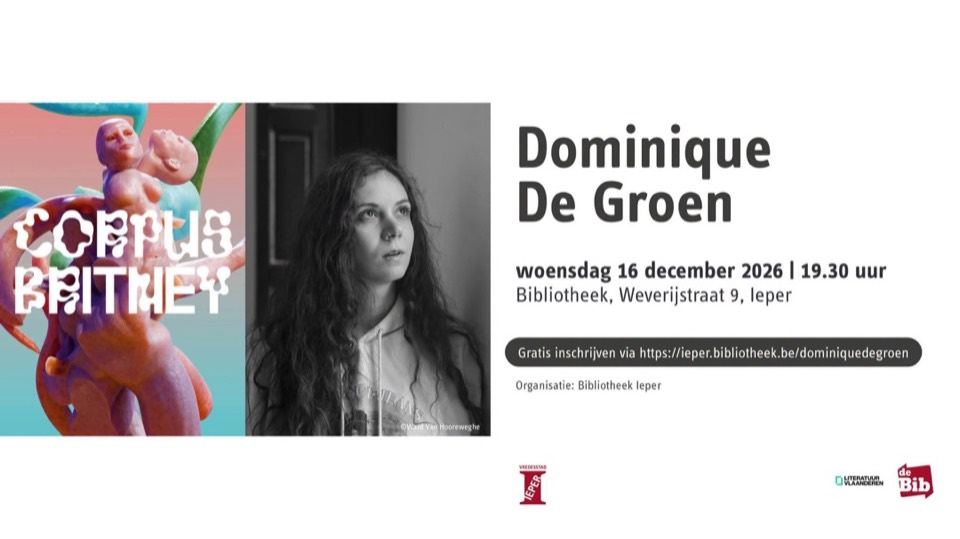 CORPUS
BRITNEY
©Ward Van Hooreweghe
Dominique
De Groen
woensdag 16 december 2026 | 19.30 uur
Bibliotheek, Weverijstraat 9, Ieper
Gratis inschrijven via https://ieper.bibliotheek.be/dominiquedegroen
Organisatie: Bibliotheek Ieper
VREDESSTAD
IEPER
LITERATUUR
VLAANDEREN
de
Bib